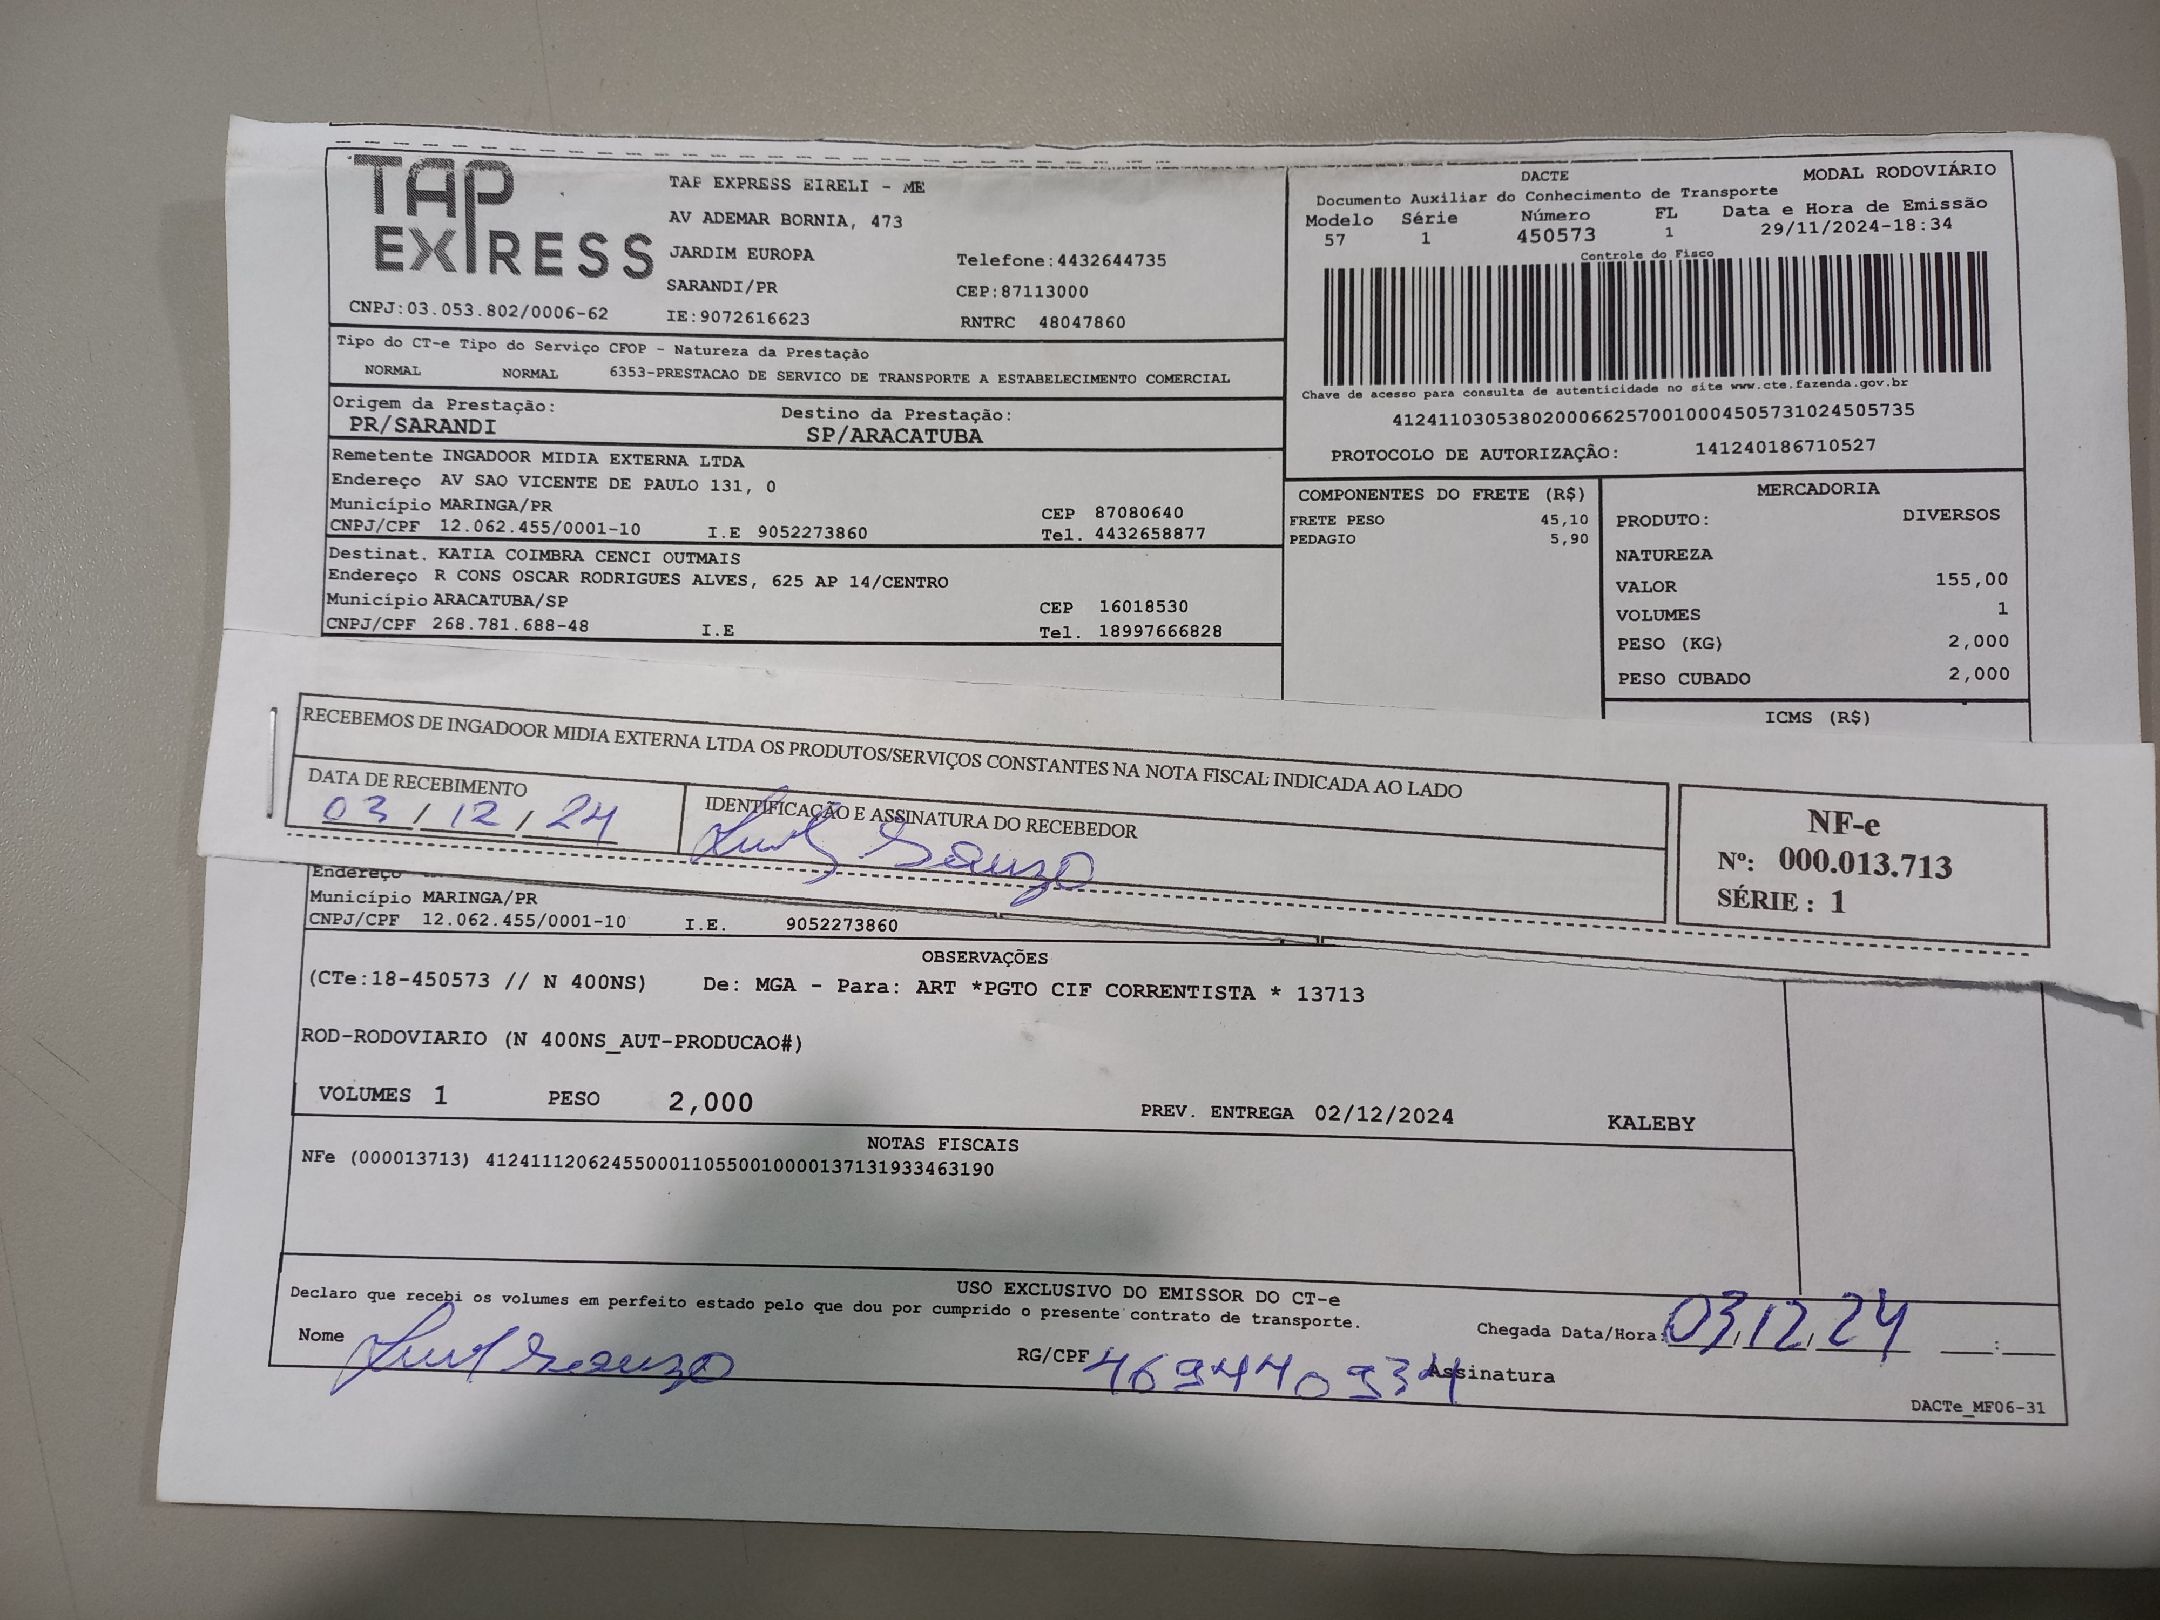 TAP
EXPRESS
TAP EXPRESS EIRELI - ME
AV ADEMAR BORNIA, 473
JARDIM EUROPA
Telefone:4432644735
SARANDI/PR
CEP:87113000
CNPJ:03.053.802/0006-62
IE:9072616623
RNTRC 48047860
DACTE
MODAL RODOVIÁRIO
Documento Auxiliar do Conhecimento de Transporte
Modelo Série Número FL Data e Hora de Emissão
57 1 450573 1 29/11/2024-18:34
Controle do Fisco
Chave de acesso para consulta de autenticidade no site www.cte.fazenda.gov.br
41241103053802000662570010004505731024505735
PROTOCOLO DE AUTORIZAÇÃO: 141240186710527
Tipo do CT-e Tipo do Serviço CFOP - Natureza da Prestação
NORMAL NORMAL 6353-PRESTACAO DE SERVICO DE TRANSPORTE A ESTABELECIMENTO COMERCIAL
Origem da Prestação: Destino da Prestação:
PR/SARANDI SP/ARACATUBA
Remetente INGADOOR MIDIA EXTERNA LTDA
Endereço AV SAO VICENTE DE PAULO 131, 0
Município MARINGA/PR CEP 87080640
CNPJ/CPF 12.062.455/0001-10 I.E 9052273860 Tel. 4432658877
Destinat. KATIA COIMBRA CENCI OUTMAIS
Endereço R CONS OSCAR RODRIGUES ALVES, 625 AP 14/CENTRO
Município ARACATUBA/SP CEP 16018530
CNPJ/CPF 268.781.688-48 I.E Tel. 18997666828
COMPONENTES DO FRETE (R$)
FRETE PESO 45,10
PEDAGIO 5,90
MERCADORIA
PRODUTO: DIVERSOS
NATUREZA
VALOR 155,00
VOLUMES 1
PESO (KG) 2,000
PESO CUBADO 2,000
ICMS (R$)
RECEBEMOS DE INGADOOR MIDIA EXTERNA LTDA OS PRODUTOS/SERVIÇOS CONSTANTES NA NOTA FISCAL INDICADA AO LADO
DATA DE RECEBIMENTO
03/12/24
IDENTIFICAÇÃO E ASSINATURA DO RECEBEDOR
NF-e
Nº: 000.013.713
SÉRIE : 1
Endereço
Município MARINGA/PR
CNPJ/CPF 12.062.455/0001-10 I.E. 9052273860
OBSERVAÇÕES
(CTe:18-450573 // N 400NS) De: MGA - Para: ART *PGTO CIF CORRENTISTA * 13713
ROD-RODOVIARIO (N 400NS_AUT-PRODUCAO#)
VOLUMES 1 PESO 2,000 PREV. ENTREGA 02/12/2024 KALEBY
NOTAS FISCAIS
NFe (000013713) 41241112062455000110550010000137131933463190
USO EXCLUSIVO DO EMISSOR DO CT-e
Declaro que recebi os volumes em perfeito estado pelo que dou por cumprido o presente contrato de transporte.
Nome
RG/CPF 469440934
Assinatura
Chegada Data/Hora: 03/12/24 __:__
DACTe_MF06-31